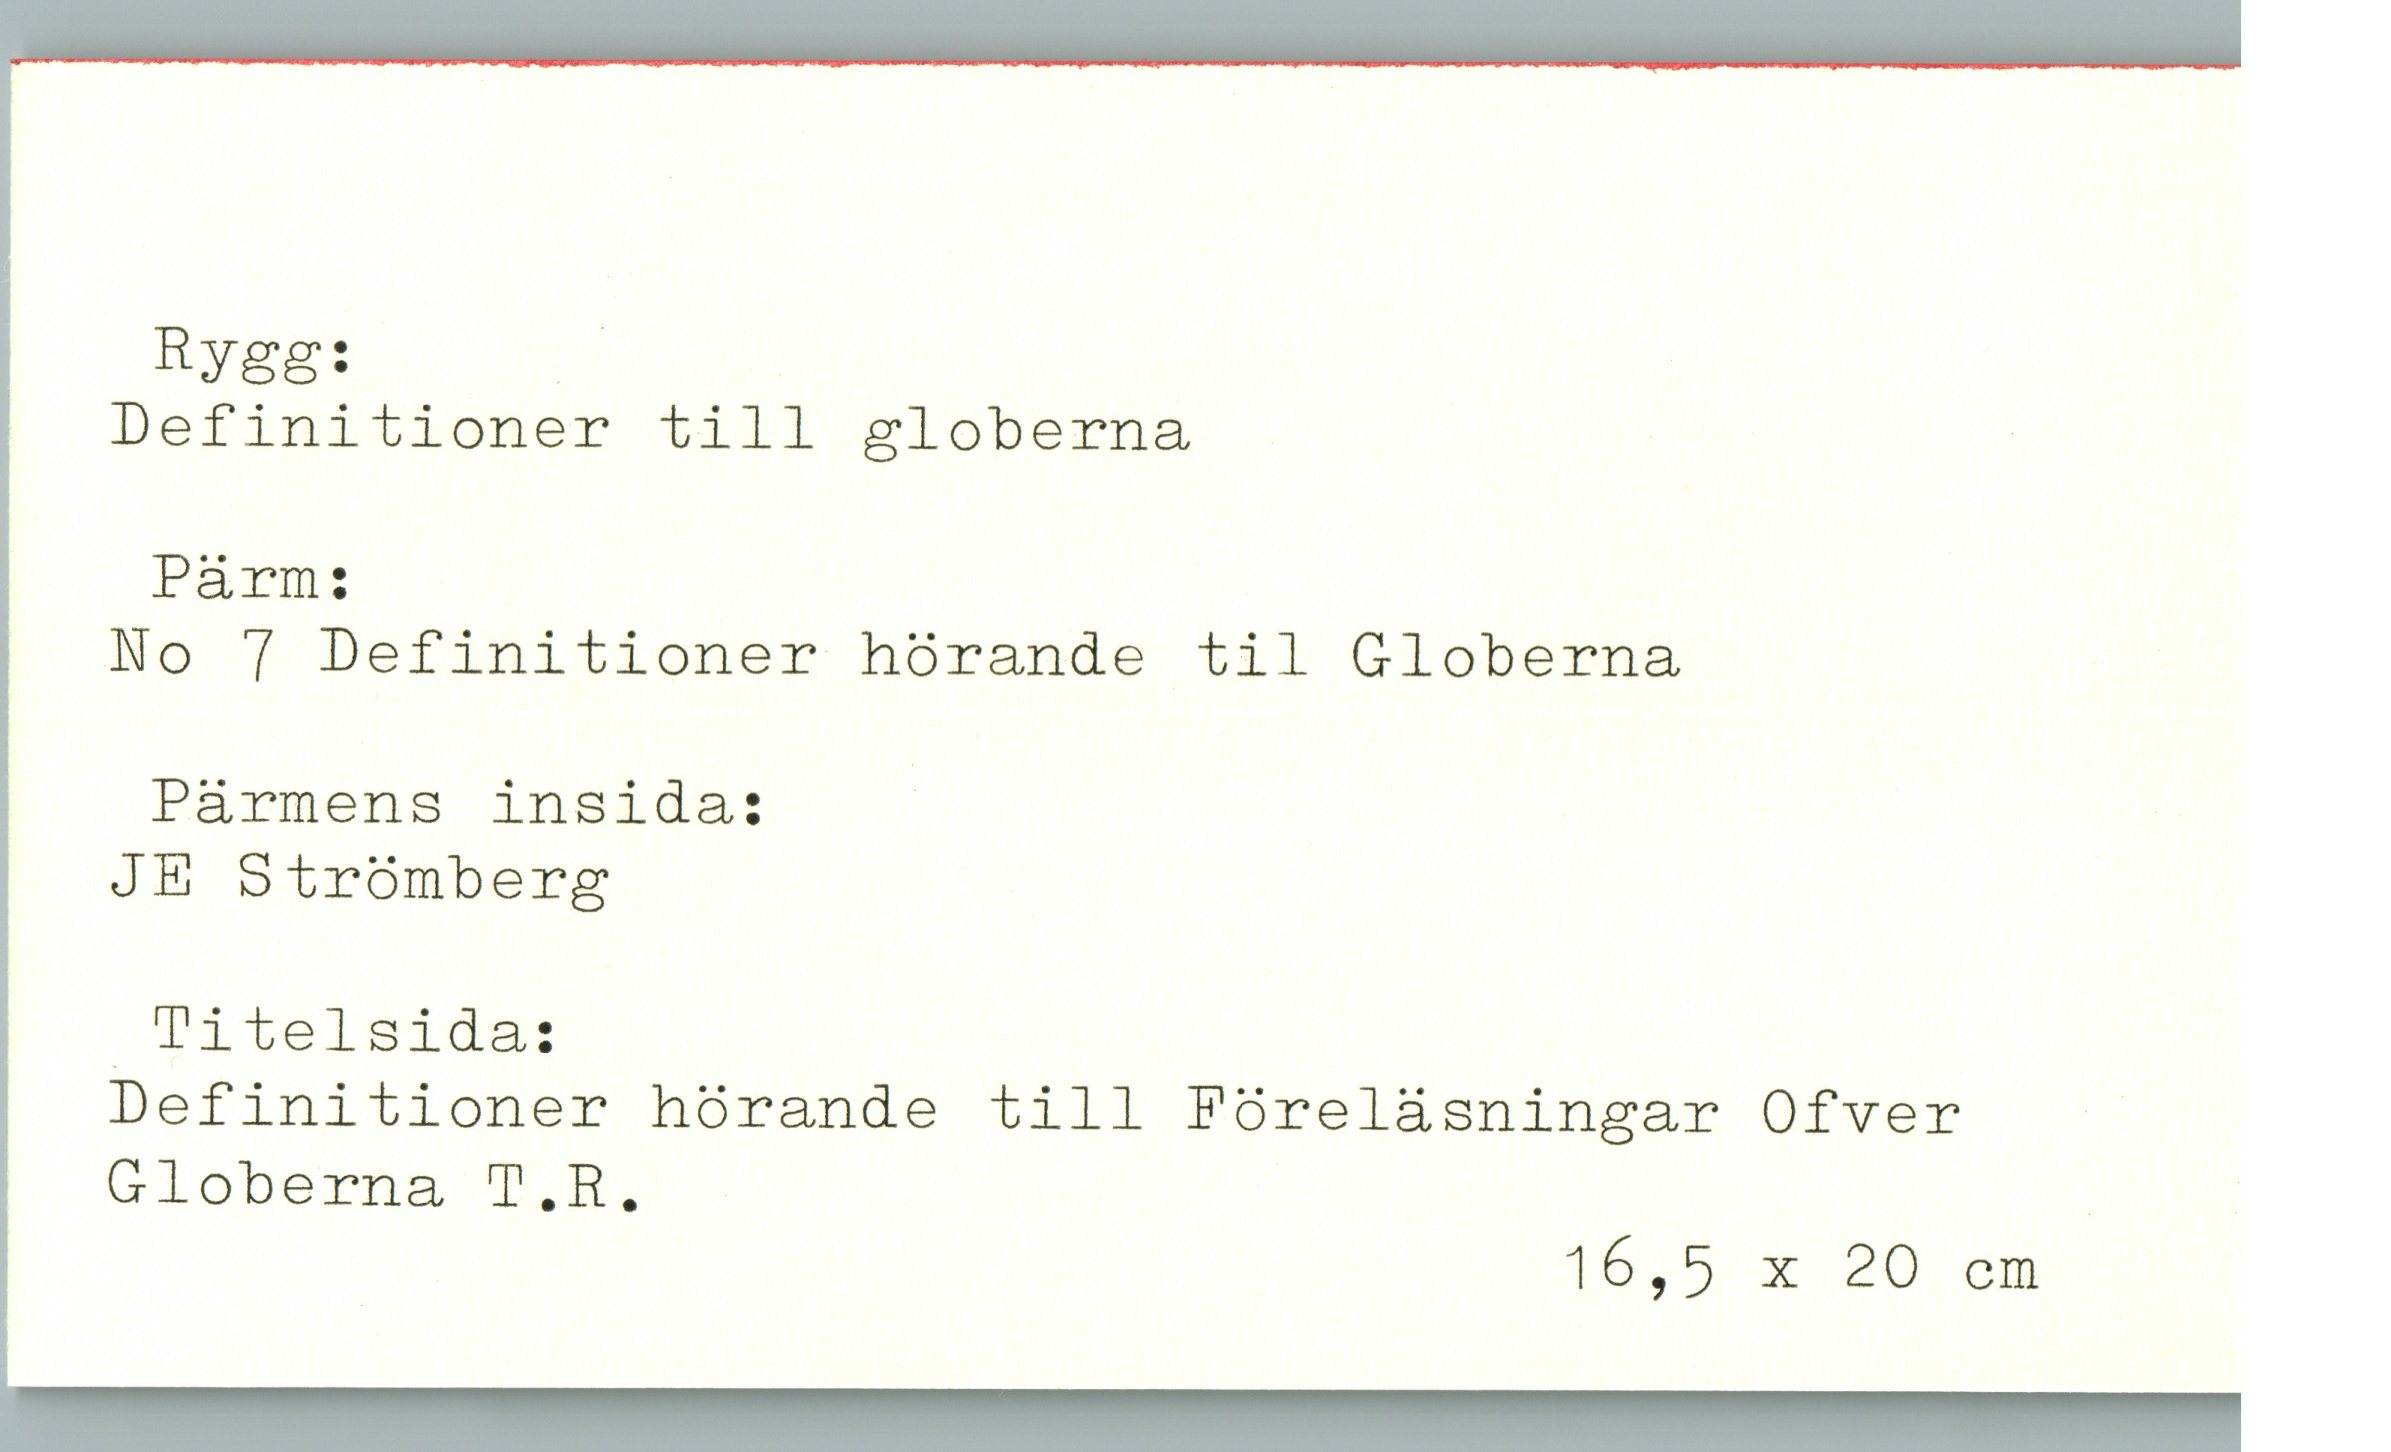 Rygg:
Definitioner till globerna
Pärm:
No 7 Definitioner hörande til Globerna
Pärmens insida:
JE Strömberg
Titelsida:
Definitioner hörande till Föreläsningar Ofver
Globerna T.R.
16,5 x 20 cm